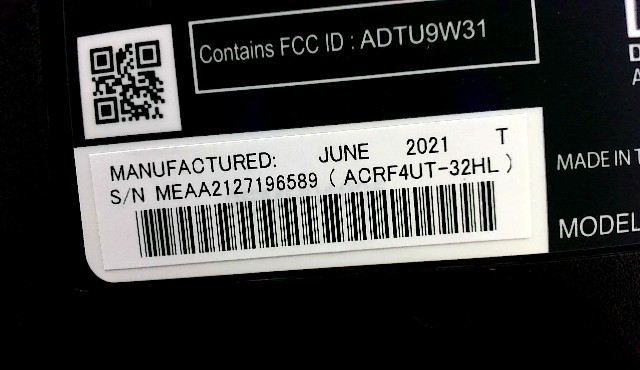 Contains FCC ID : ADTU9W31
MANUFACTURED: JUNE 2021 T
S/N MEAA2127196589 ( ACRF4UT-32HL )
MADE IN
MODEL